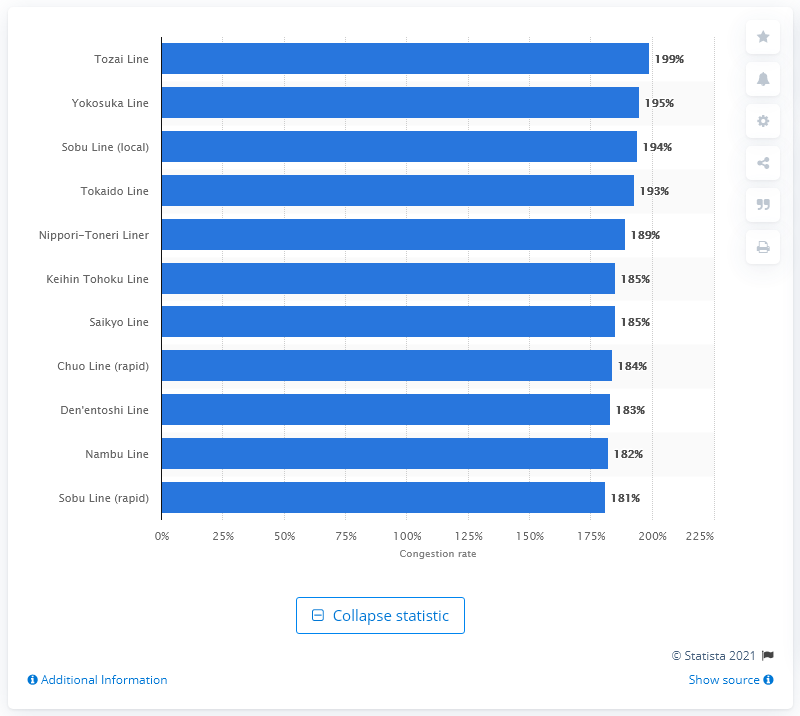 Tozai Line 199%
Yokosuka Line 195%
Sobu Line (local) 194%
Tokaido Line 193%
Nippori-Toneri Liner 189%
Keihin Tohoku Line 185%
Saikyo Line 185%
Chuo Line (rapid) 184%
Den'entoshi Line 183%
Nambu Line 182%
Sobu Line (rapid) 181%
0% 25% 50% 75% 100% 125% 150% 175% 200% 225%
Congestion rate
Collapse statistic
© Statista 2021
Additional Information Show source